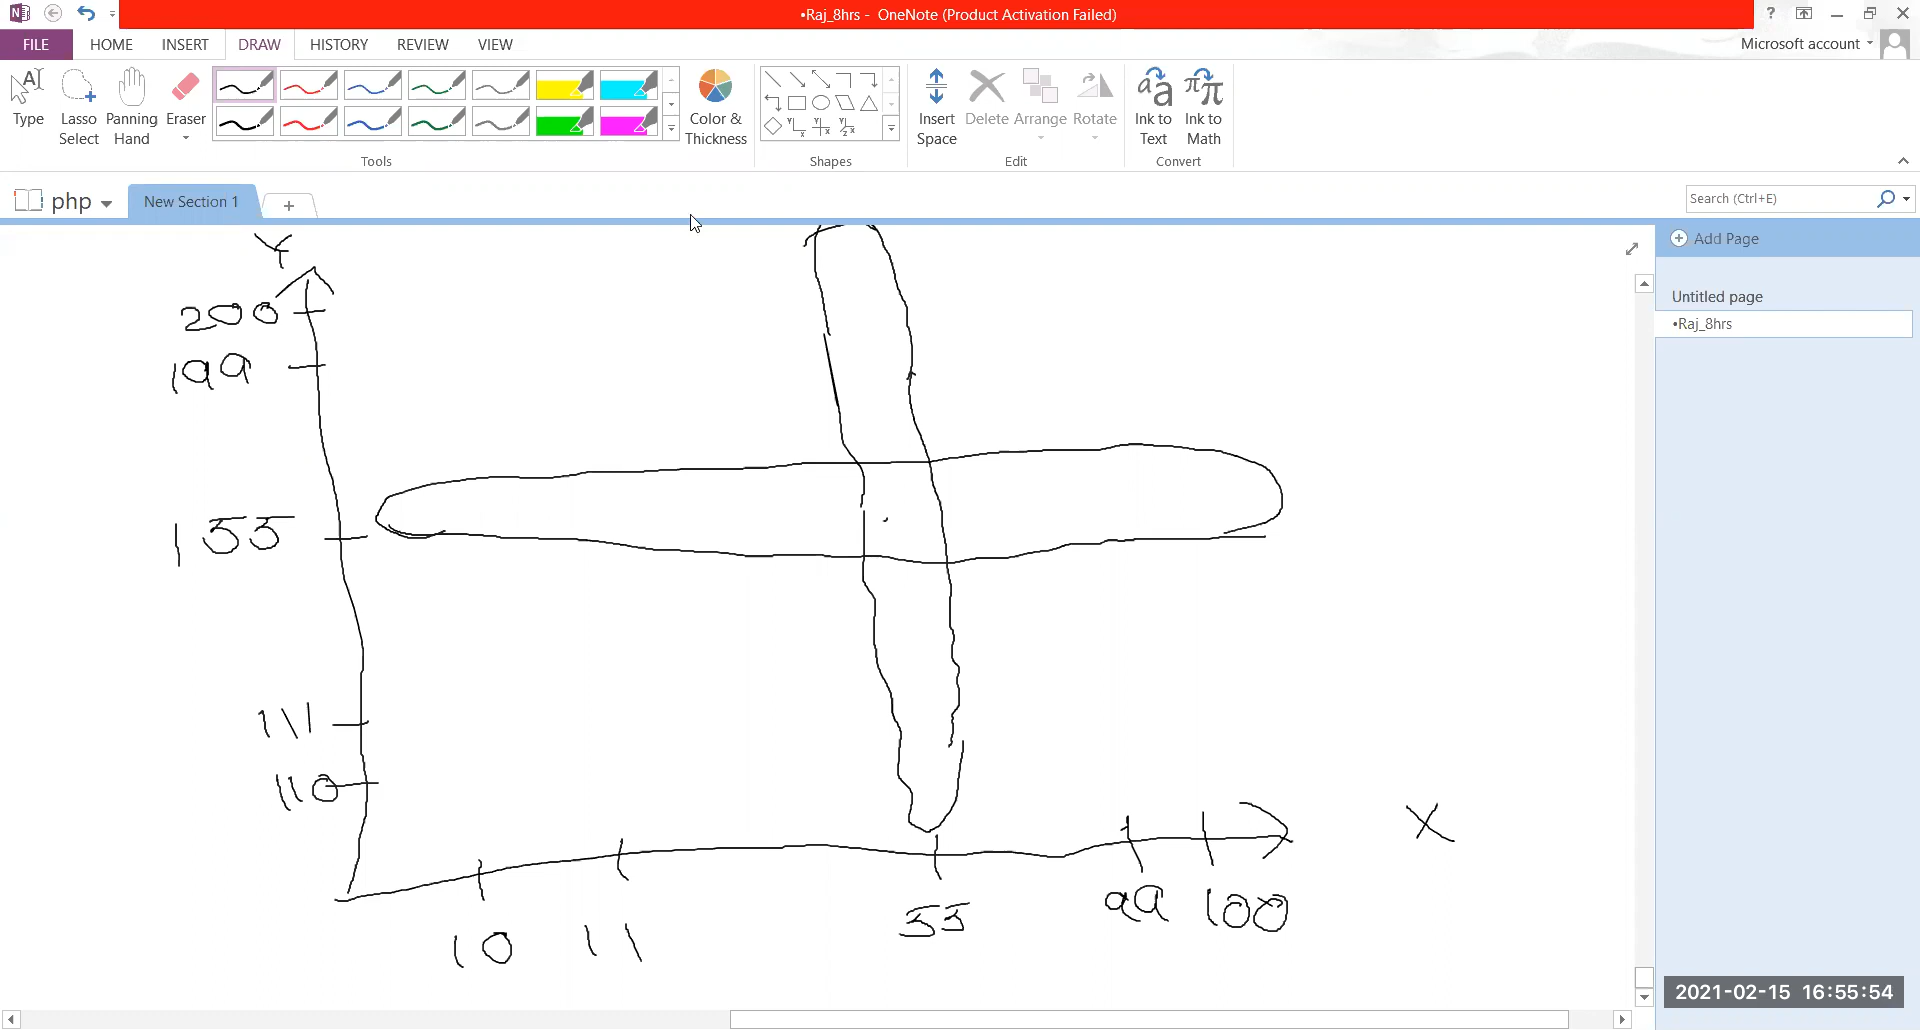 •Raj_8hrs - OneNote (Product Activation Failed)
?
FILE HOME INSERT DRAW HISTORY REVIEW VIEW
Microsoft account
Type
Lasso Select
Panning Hand
Eraser
Color & Thickness
Insert Space
Delete
Arrange
Rotate
Ink to Text
Ink to Math
Tools
Shapes
Edit
Convert
php
New Section 1
+
Search (Ctrl+E)
Add Page
Untitled page
•Raj_8hrs
Y
200
199
155
111
110
X
10 11 55 99 100
2021-02-15 16:55:54